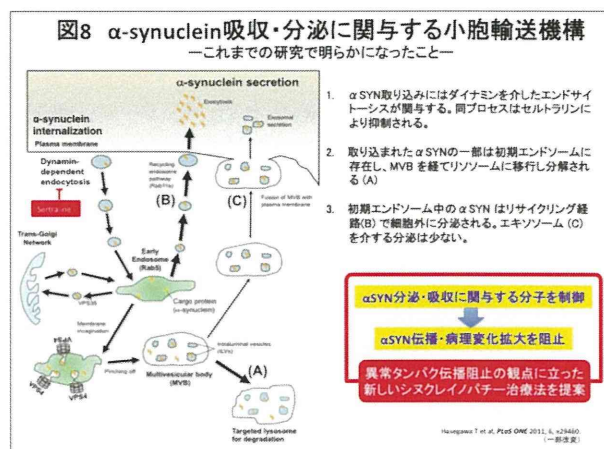 図8 α-synuclein吸収・分泌に関与する小胞輸送機構
―これまでの研究で明らかになったこと―
α-synuclein secretion
α-synuclein
internalization
Plasma membrane
Exocytosis
Exosomal
secretion
Dynamin-
dependent
endocytosis
Sertraline
Recycling
endosome
pathway
(Rab11a)
(B)
(C)
Fusion of MVB with
plasma membrane
Trans-Golgi
Network
Early
Endosome
(Rab5)
VPS35
Cargo protein
(α-synuclein)
Membrane
invagination
VPS4
VPS4
VPS4
Pinching off
Intraluminal vesicles
(ILVs)
Multivesicular body
(MVB)
(A)
Targeted lysosome
for degradation
1. αSYN取り込みにはダイナミンを介したエンドサイ
トーシスが関与する。同プロセスはセルトラリンに
より抑制される。
2. 取り込まれたαSYNの一部は初期エンドソームに
存在し、MVB を経てリソソームに移行し分解され
る (A)
3. 初期エンドソーム中のαSYN はリサイクリング経
路(B) で細胞外に分泌される。エキソソーム (C)
を介する分泌は少ない。
αSYN分泌・吸収に関与する分子を制御
αSYN伝播・病理変化拡大を阻止
異常タンパク伝播阻止の観点に立った
新しいシヌクレイノパチー治療法を提案
Hasegawa T et al, PLoS ONE 2011, 6, e29460.
(一部改変)